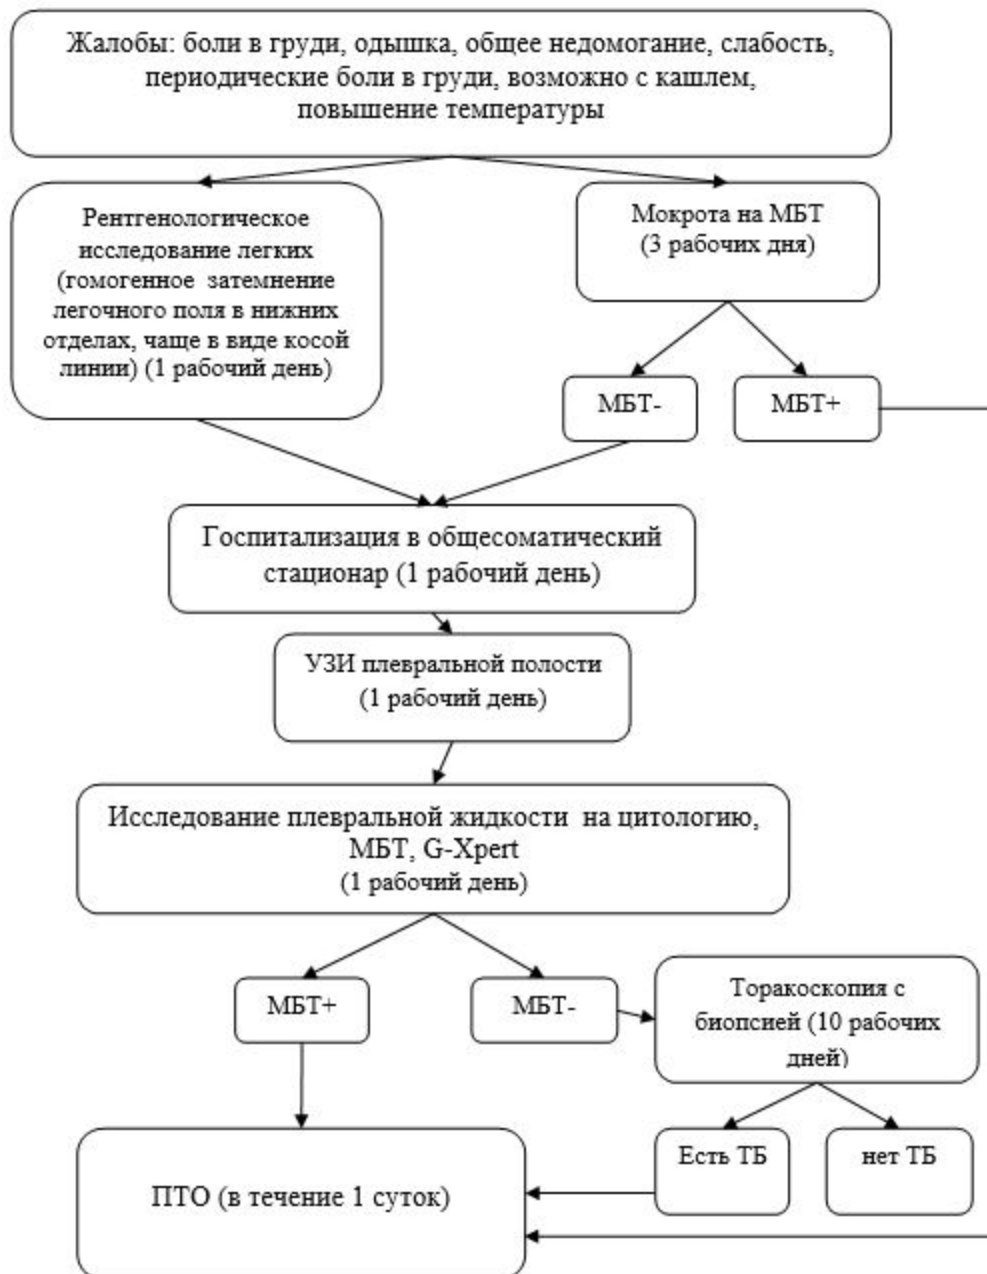 Жалобы: боли в груди, одышка, общее недомогание, слабость,
периодические боли в груди, возможно с кашлем,
повышение температуры
Рентгенологическое
исследование легких
(гомогенное затемнение
легочного поля в нижних
отделах, чаще в виде косой
линии) (1 рабочий день)
Мокрота на МБТ
(3 рабочих дня)
МБТ-
МБТ+
Госпитализация в общесоматический
стационар (1 рабочий день)
УЗИ плевральной полости
(1 рабочий день)
Исследование плевральной жидкости на цитологию,
МБТ, G-Xpert
(1 рабочий день)
МБТ+
МБТ-
Торакоскопия с
биопсией (10 рабочих
дней)
Есть ТБ
нет ТБ
ПТО (в течение 1 суток)